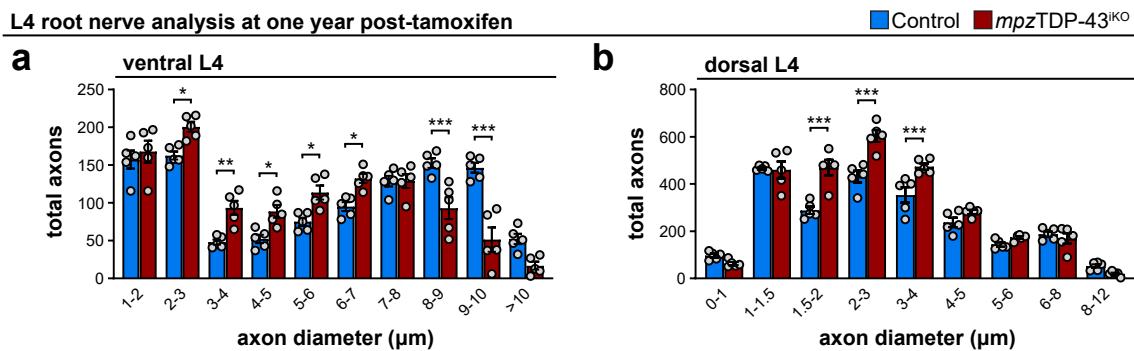 L4 root nerve analysis at one year post-tamoxifen
Control mpzTDP-43iKO
a ventral L4
total axons
250
200
150
100
50
0
* ** * * * *** ***
1-2 2-3 3-4 4-5 5-6 6-7 7-8 8-9 9-10 >10
axon diameter (µm)
b dorsal L4
total axons
800
600
400
200
0
*** *** ***
0-1 1-1.5 1.5-2 2-3 3-4 4-5 5-6 6-8 8-12
axon diameter (µm)